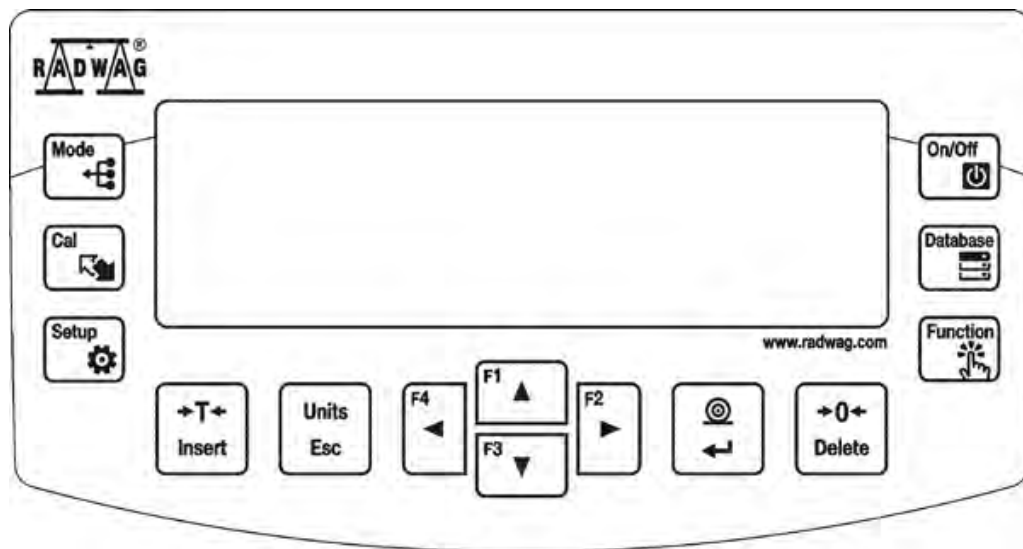 RADWAG®
Mode
On/Off
Cal
Database
Setup
www.radwag.com
Function
→T←
Insert
Units
Esc
F4
F1
F3
F2
→0←
Delete